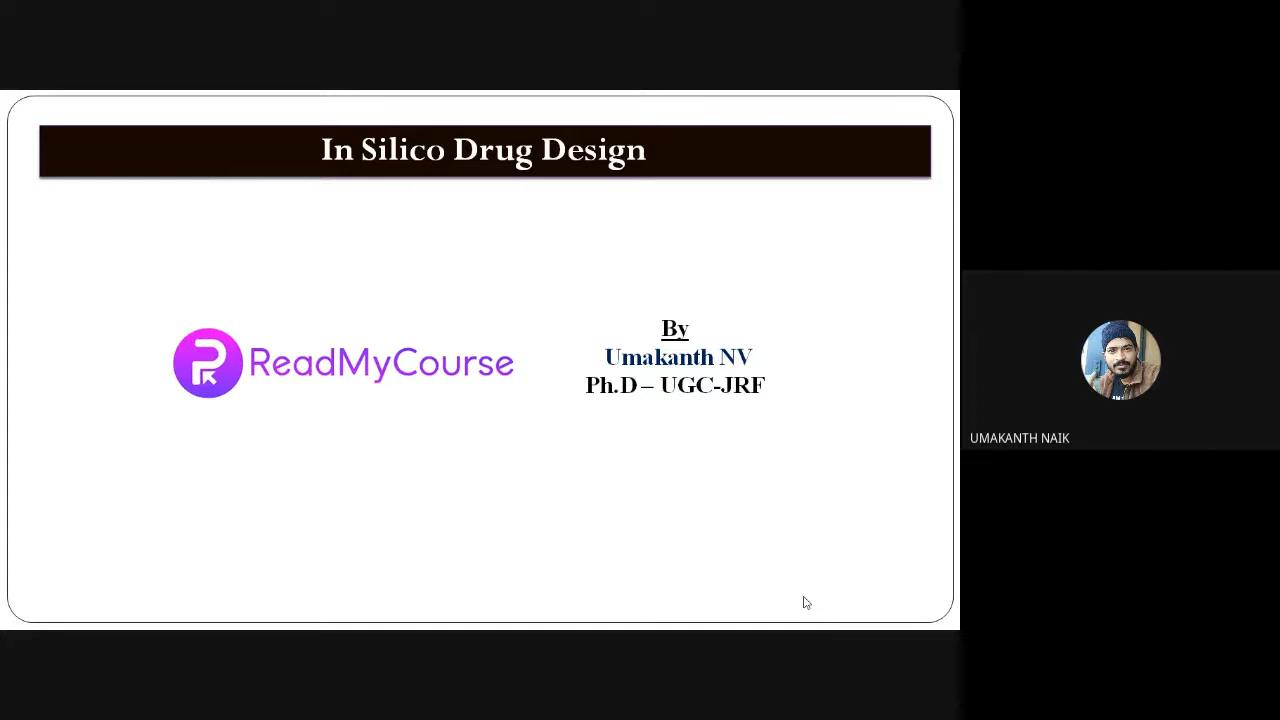 In Silico Drug Design
ReadMyCourse
By
Umakanth NV
Ph.D – UGC-JRF
UMAKANTH NAIK